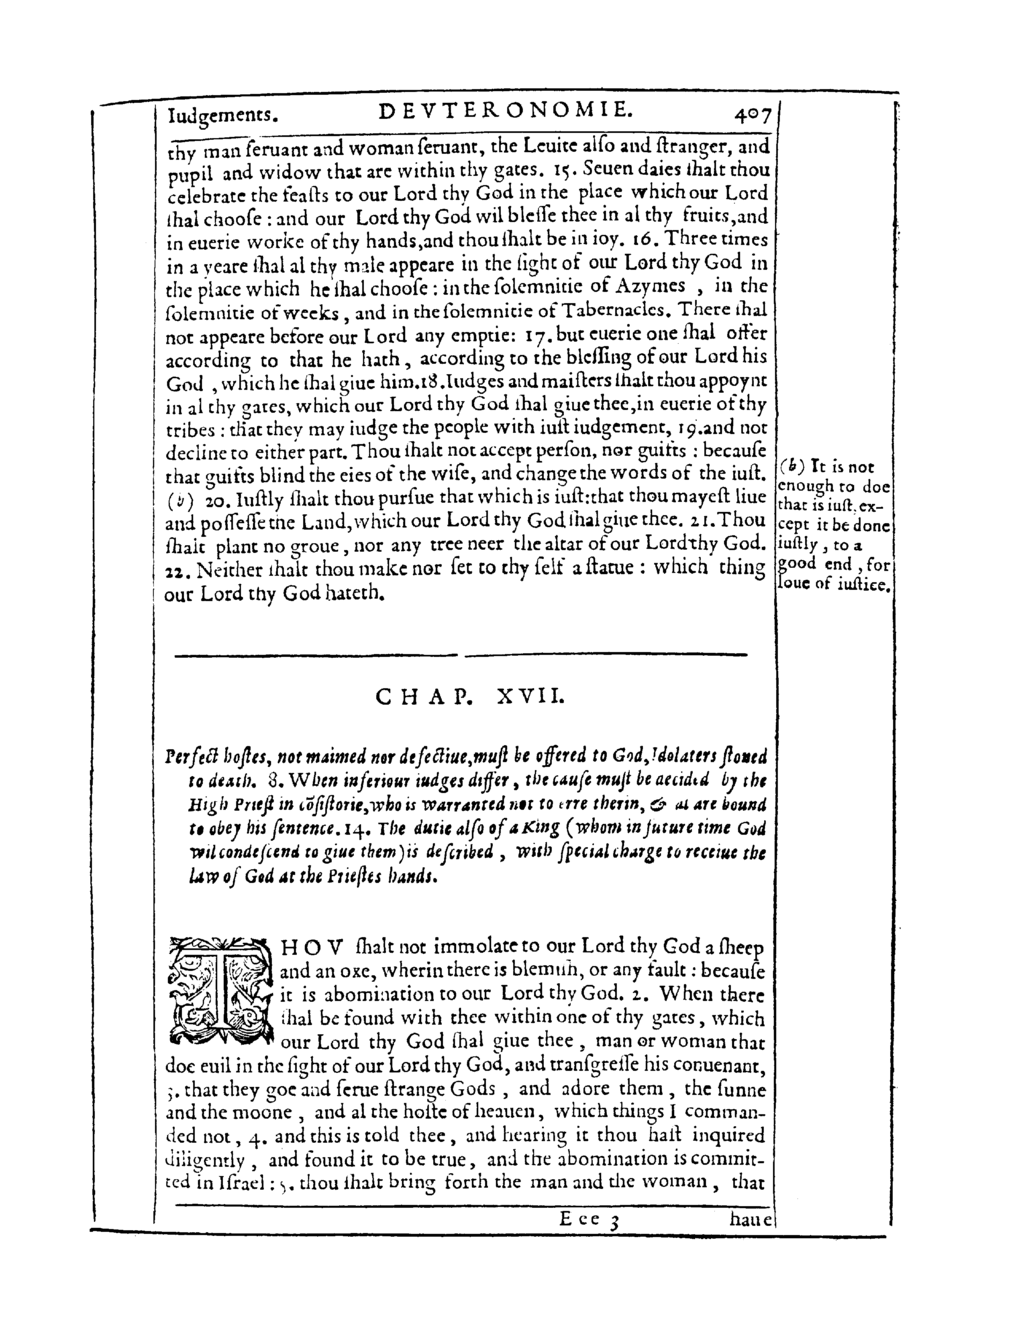 Iudgements. DEVTERONOMIE. 407
thy man ſeruant and woman ſeruant, the Leuite alſo and ſtranger, and
pupil and widow that are within thy gates. 15. Seuen daies ſhalt thou
celebrate the feaſts to our Lord thy God in the place which our Lord
ſhal chooſe : and our Lord thy God wil bleſſe thee in al thy fruits,and
in euerie worke of thy hands,and thou ſhalt be in ioy. 16. Three times
in a yeare ſhal al thy male appeare in the ſight of our Lord thy God in
the place which he ſhal chooſe : in the ſolemnitie of Azymes , in the
ſolemnitie of weeks , and in the ſolemnitie of Tabernacles. There ſhal
not appeare before our Lord any emptie: 17. but euerie one ſhal offer
according to that he hath , according to the bleſſing of our Lord his
God , which he ſhal giue him.18.Iudges and maiſters ſhalt thou appoynt
in al thy gates, which our Lord thy God ſhal giue thee,in euerie of thy
tribes : that they may iudge the people with iuſt iudgement, 19.and not
decline to either part. Thou ſhalt not accept perſon, nor guifts : becauſe
that guifts blind the eies of the wiſe, and change the words of the iuſt.
(b) 20. Iuſtly ſhalt thou purſue that which is iuſt:that thou mayeſt liue
and poſſeſſe the Land,which our Lord thy God ſhal giue thee. 21.Thou
ſhalt plant no groue , nor any tree neer the altar of our Lord thy God.
22. Neither ſhalt thou make nor ſet to thy ſelf a ſtatue : which thing
our Lord thy God hateth.
(b) It is not
enough to doe
that is iuſt, ex-
cept it be done
iuſtly , to a
good end , for
loue of iuſtice.
CHAP. XVII.
Perfect hoſtes, not maimed nor defectiue,muſt be offered to God, Idolaters ſtoned
to death. 8. When inferiour iudges differ , the cauſe muſt be decided by the
High Prieſt in cõſiſtorie,who is warranted not to erre therin, & al are bound
to obey his ſentence. 14. The dutie alſo of a King (whom in future time God
wil condeſcend to giue them) is deſcribed , with ſpecial charge to receiue the
law of God at the Prieſtes hands.
THOV ſhalt not immolate to our Lord thy God a ſheep
and an oxe, wherin there is blemiſh, or any fault : becauſe
it is abomination to our Lord thy God. 2. When there
ſhal be found with thee within one of thy gates , which
our Lord thy God ſhal giue thee , man or woman that
doe euil in the ſight of our Lord thy God, and tranſgreſſe his couenant,
3. that they goe and ſerue ſtrange Gods , and adore them , the ſunne
and the moone , and al the hoſte of heauen , which things I comman-
ded not , 4. and this is told thee , and hearing it thou haſt inquired
diligently , and found it to be true , and the abomination is commit-
ted in Iſrael : 5. thou ſhalt bring forth the man and the woman , that
Eee 3 haue